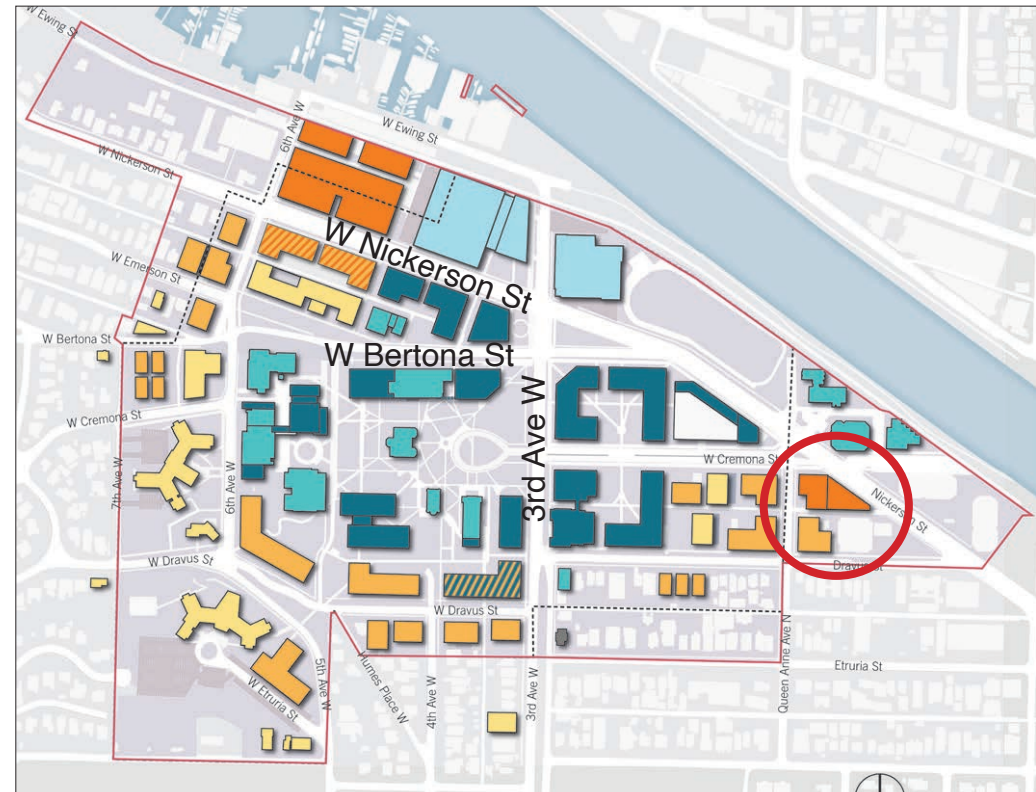 W Ewing St
6th Ave W
W Ewing St
W Nickerson St
W Nickerson St
W Emerson St
W Bertona St
W Bertona St
3rd Ave W
W Cremona St
W Cremona St
7th Ave W
6th Ave W
Nickerson St
W Dravus St
Dravus St
W Dravus St
5th Ave W
W Etruria St
Humes Place W
4th Ave W
3rd Ave W
Queen Anne Ave N
Etruria St